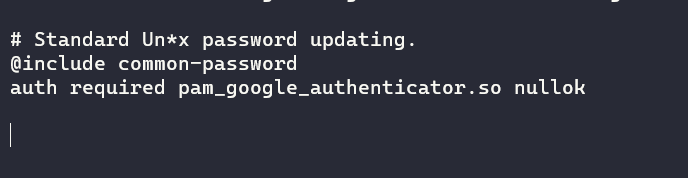 # Standard Un*x password updating.
@include common-password
auth required pam_google_authenticator.so nullok